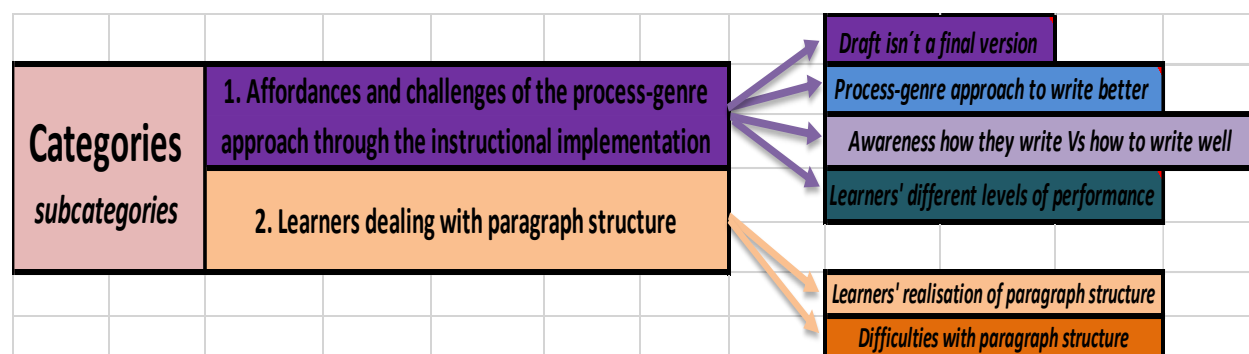 Categories
subcategories
1. Affordances and challenges of the process-genre
approach through the instructional implementation
2. Learners dealing with paragraph structure
Draft isn´t a final version
Process-genre approach to write better
Awareness how they write Vs how to write well
Learners' different levels of performance
Learners' realisation of paragraph structure
Difficulties with paragraph structure